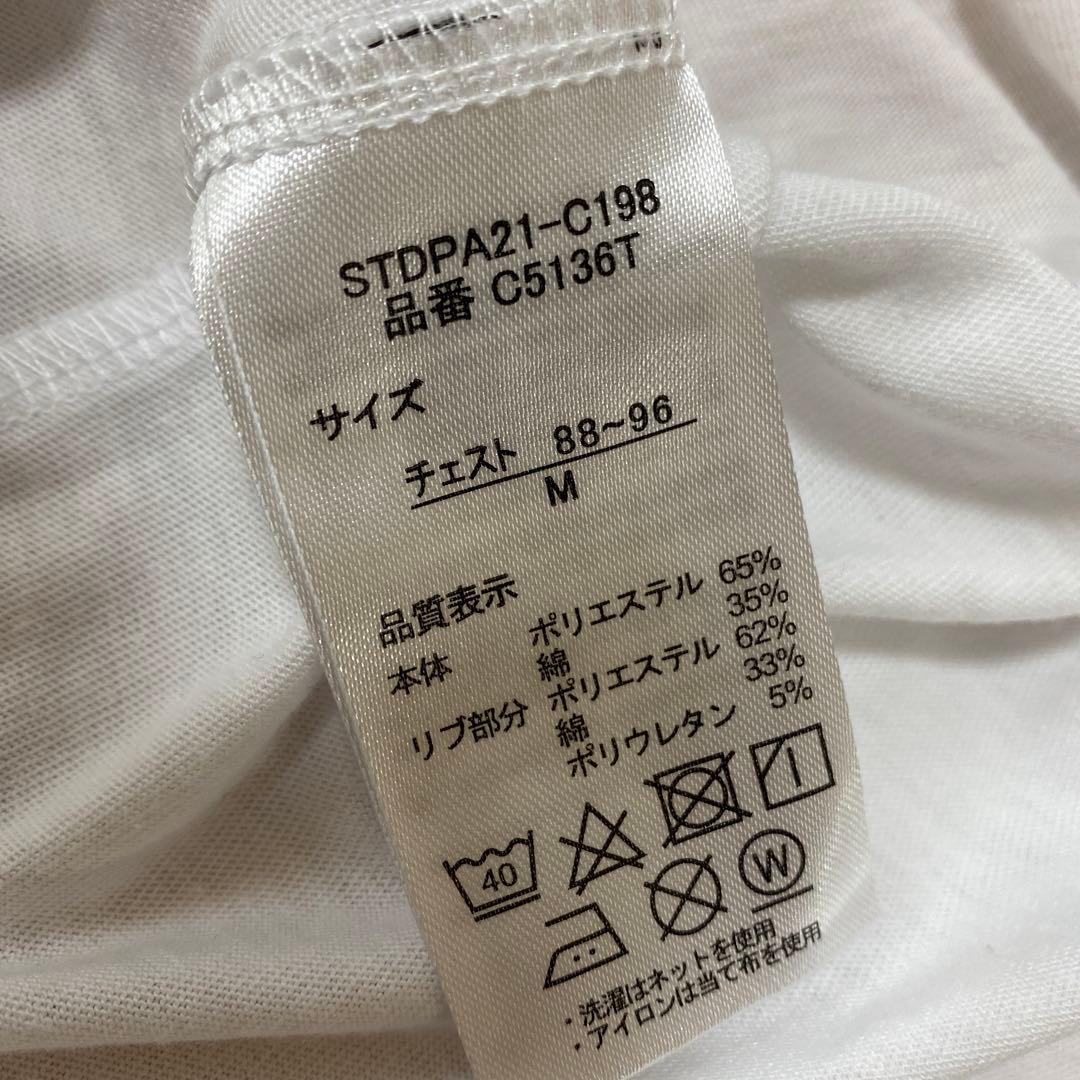 STDPA21-C198
品番 C5136T
サイズ
チェスト 88~96
M
品質表示
本体 ポリエステル 65%
綿 35%
リブ部分 ポリエステル 62%
綿 33%
ポリウレタン 5%
40
W
・洗濯はネットを使用
・アイロンは当て布を使用